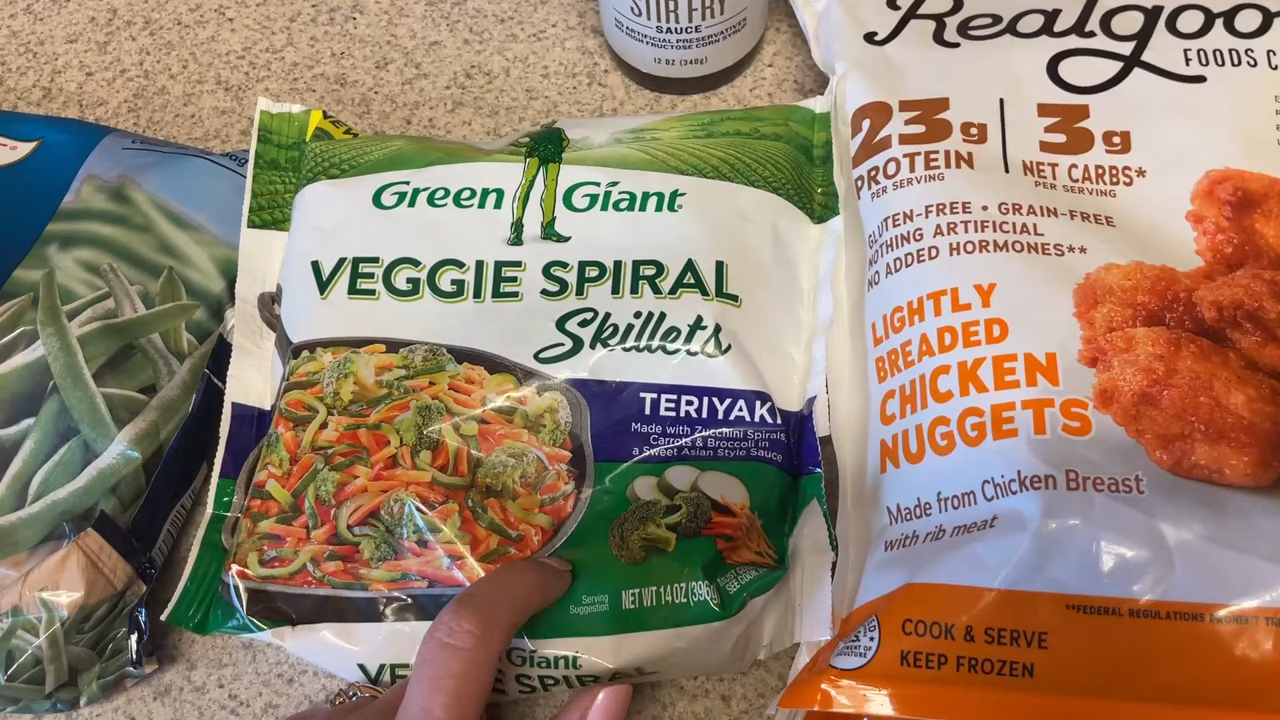 STIR FRY
SAUCE
NO ARTIFICIAL PRESERVATIVES
NO HIGH FRUCTOSE CORN SYRUP
12 OZ (340g)
Green Giant
VEGGIE SPIRAL
Skillets
TERIYAKI
Made with Zucchini Spirals,
Carrots & Broccoli in
a Sweet Asian Style Sauce
Serving
Suggestion
NET WT 14 OZ (396g)
Giant
VE SPIRAL
Realgoo
FOODS C
23g
PROTEIN
PER SERVING
3g
NET CARBS*
PER SERVING
GLUTEN-FREE • GRAIN-FREE
NOTHING ARTIFICIAL
NO ADDED HORMONES**
LIGHTLY
BREADED
CHICKEN
NUGGETS
Made from Chicken Breast
with rib meat
**FEDERAL REGULATIONS PROHIBIT
COOK & SERVE
KEEP FROZEN